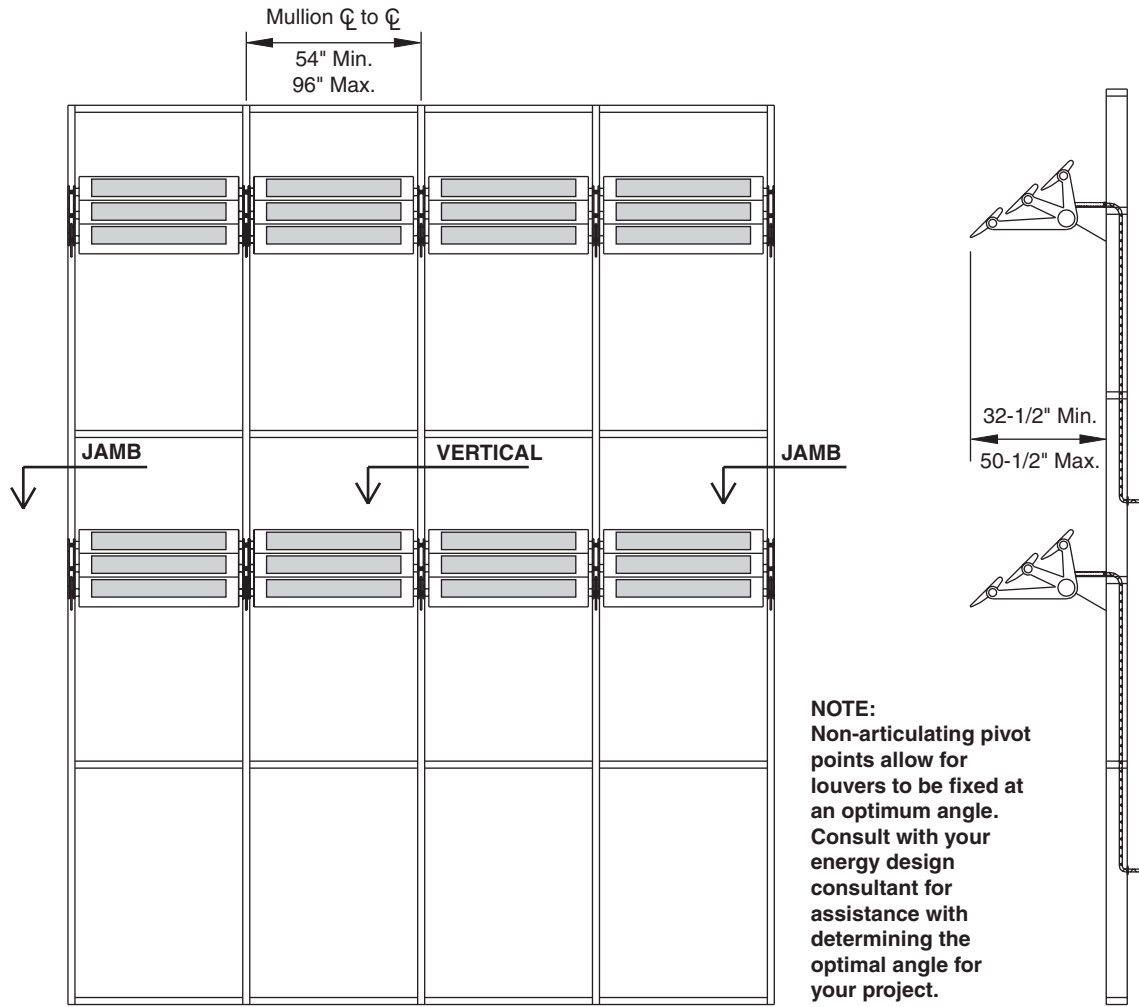 Mullion ℄ to ℄
54" Min.
96" Max.
32-1/2" Min.
50-1/2" Max.
JAMB
VERTICAL
JAMB
NOTE:
Non-articulating pivot
points allow for
louvers to be fixed at
an optimum angle.
Consult with your
energy design
consultant for
assistance with
determining the
optimal angle for
your project.